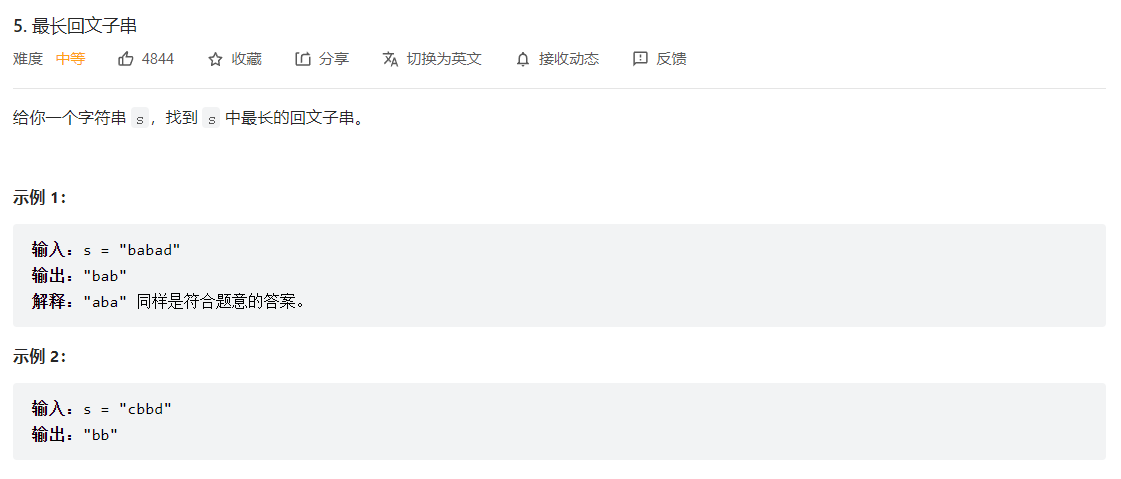 5. 最长回文子串
难度 中等 4844 收藏 分享 切换为英文 接收动态 反馈
给你一个字符串 s，找到 s 中最长的回文子串。
示例 1：
输入：s = "babad"
输出："bab"
解释："aba" 同样是符合题意的答案。
示例 2：
输入：s = "cbbd"
输出："bb"